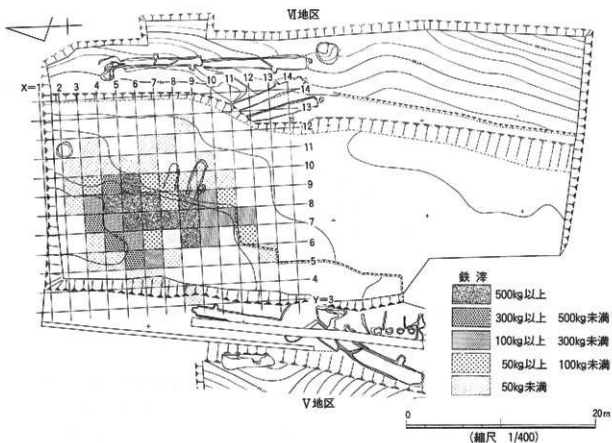 Ⅵ地区
X=1 2 3 4 5 6 7 8 9 10 11 12 13 14
14
13
12
11
10
9
8
7
6
5
4
Y=3
鉄滓
500kg以上
300kg以上 500kg未満
100kg以上 300kg未満
50kg以上 100kg未満
50kg未満
Ⅴ地区
0 20m
(縮尺 1/400)